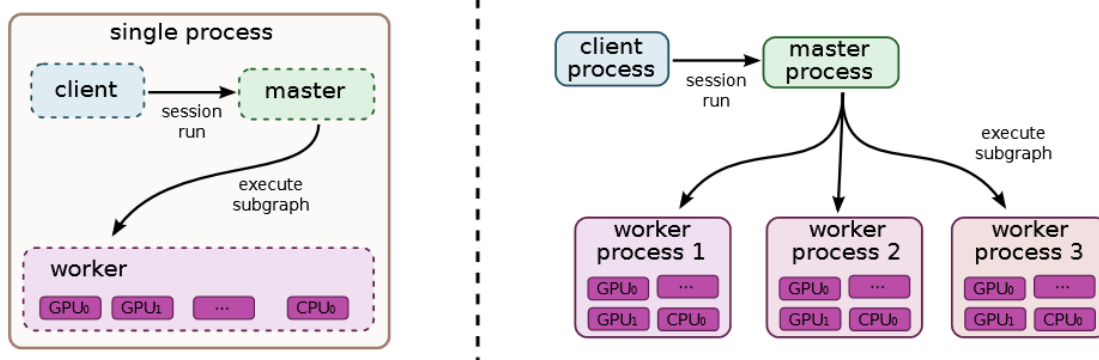 single process
client
session
run
master
execute
subgraph
worker
GPU₀
GPU₁
...
CPU₀
client
process
session
run
master
process
execute
subgraph
worker
process 1
GPU₀
...
GPU₁
CPU₀
worker
process 2
GPU₀
...
GPU₁
CPU₀
worker
process 3
GPU₀
...
GPU₁
CPU₀